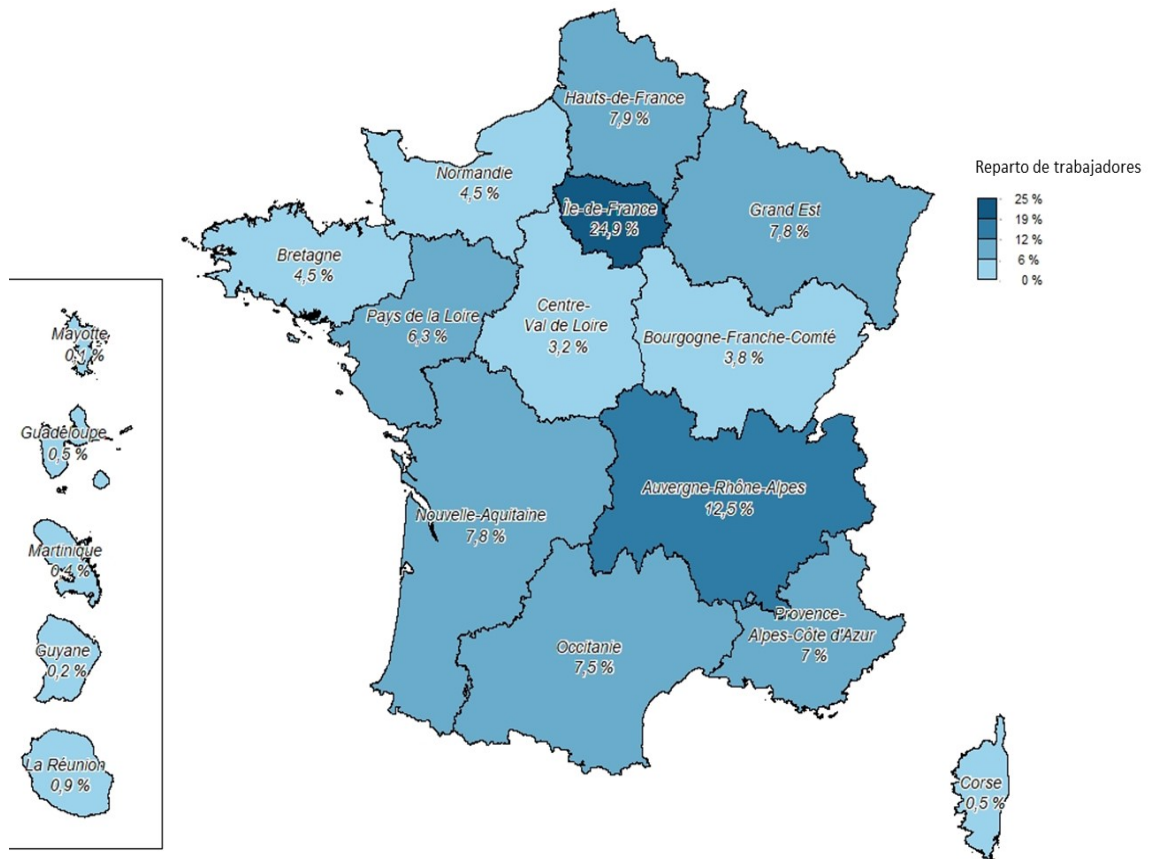 Hauts-de-France
7,9 %
Normandie
4,5 %
Île-de-France
24,9 %
Grand Est
7,8 %
Bretagne
4,5 %
Pays de la Loire
6,3 %
Centre-
Val de Loire
3,2 %
Bourgogne-Franche-Comté
3,8 %
Auvergne-Rhône-Alpes
12,5 %
Nouvelle-Aquitaine
7,8 %
Occitanie
7,5 %
Provence-
Alpes-Côte d'Azur
7 %
Corse
0,5 %
Mayotte
0,1 %
Guadeloupe
0,5 %
Martinique
0,4 %
Guyane
0,2 %
La Réunion
0,9 %
Reparto de trabajadores
25 %
19 %
12 %
6 %
0 %